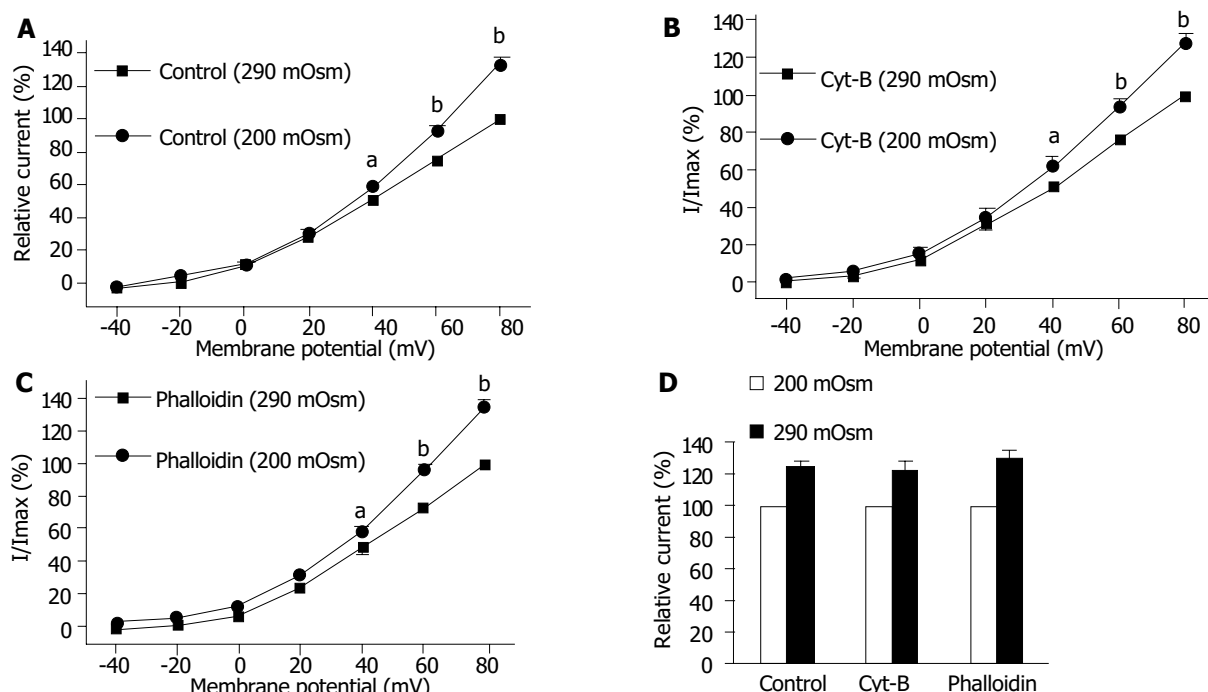 A
Relative current (%)
140
120
100
80
60
40
20
0
Control (290 mOsm)
Control (200 mOsm)
a
b
b
-40 -20 0 20 40 60 80
Membrane potential (mV)
B
I/Imax (%)
140
120
100
80
60
40
20
0
Cyt-B (290 mOsm)
Cyt-B (200 mOsm)
a
b
b
-40 -20 0 20 40 60 80
Membrane potential (mV)
C
I/Imax (%)
140
120
100
80
60
40
20
0
Phalloidin (290 mOsm)
Phalloidin (200 mOsm)
a
b
b
-40 -20 0 20 40 60 80
Membrane potential (mV)
D
200 mOsm
290 mOsm
Relative current (%)
140
120
100
80
60
40
20
0
Control Cyt-B Phalloidin